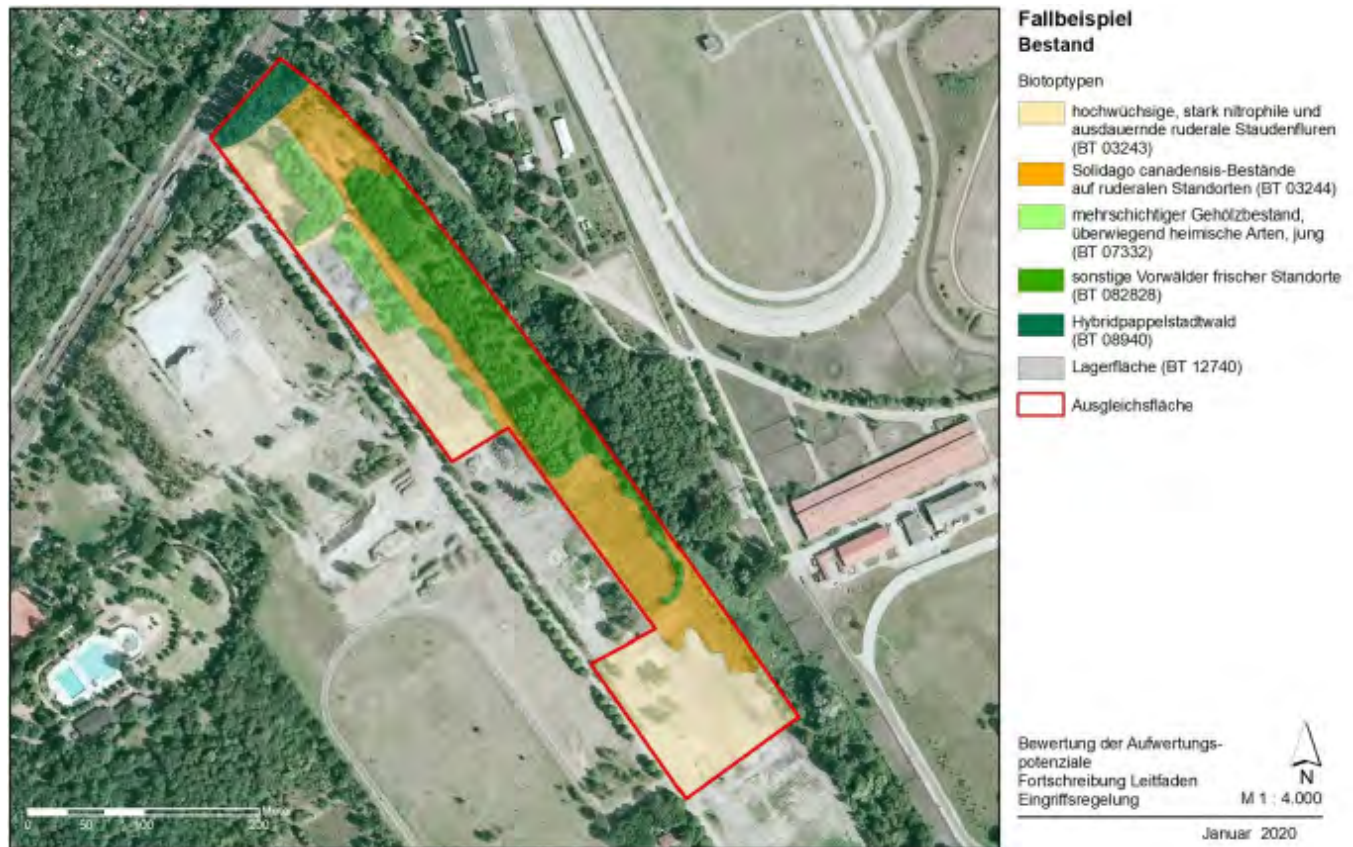 Fallbeispiel
Bestand
Biotoptypen
hochwüchsige, stark nitrophile und
ausdauernde ruderale Staudenfluren
(BT 03243)
Solidago canadensis-Bestände
auf ruderalen Standorten (BT 03244)
mehrschichtiger Gehölzbestand,
überwiegend heimische Arten, jung
(BT 07332)
sonstige Vorwälder frischer Standorte
(BT 082828)
Hybridpappelstadtwald
(BT 08940)
Lagerfläche (BT 12740)
Ausgleichsfläche
Bewertung der Aufwertungs-
potenziale
Fortschreibung Leitfaden
Eingriffsregelung
N
M 1 : 4.000
Januar 2020
Meter
0 50 100 200